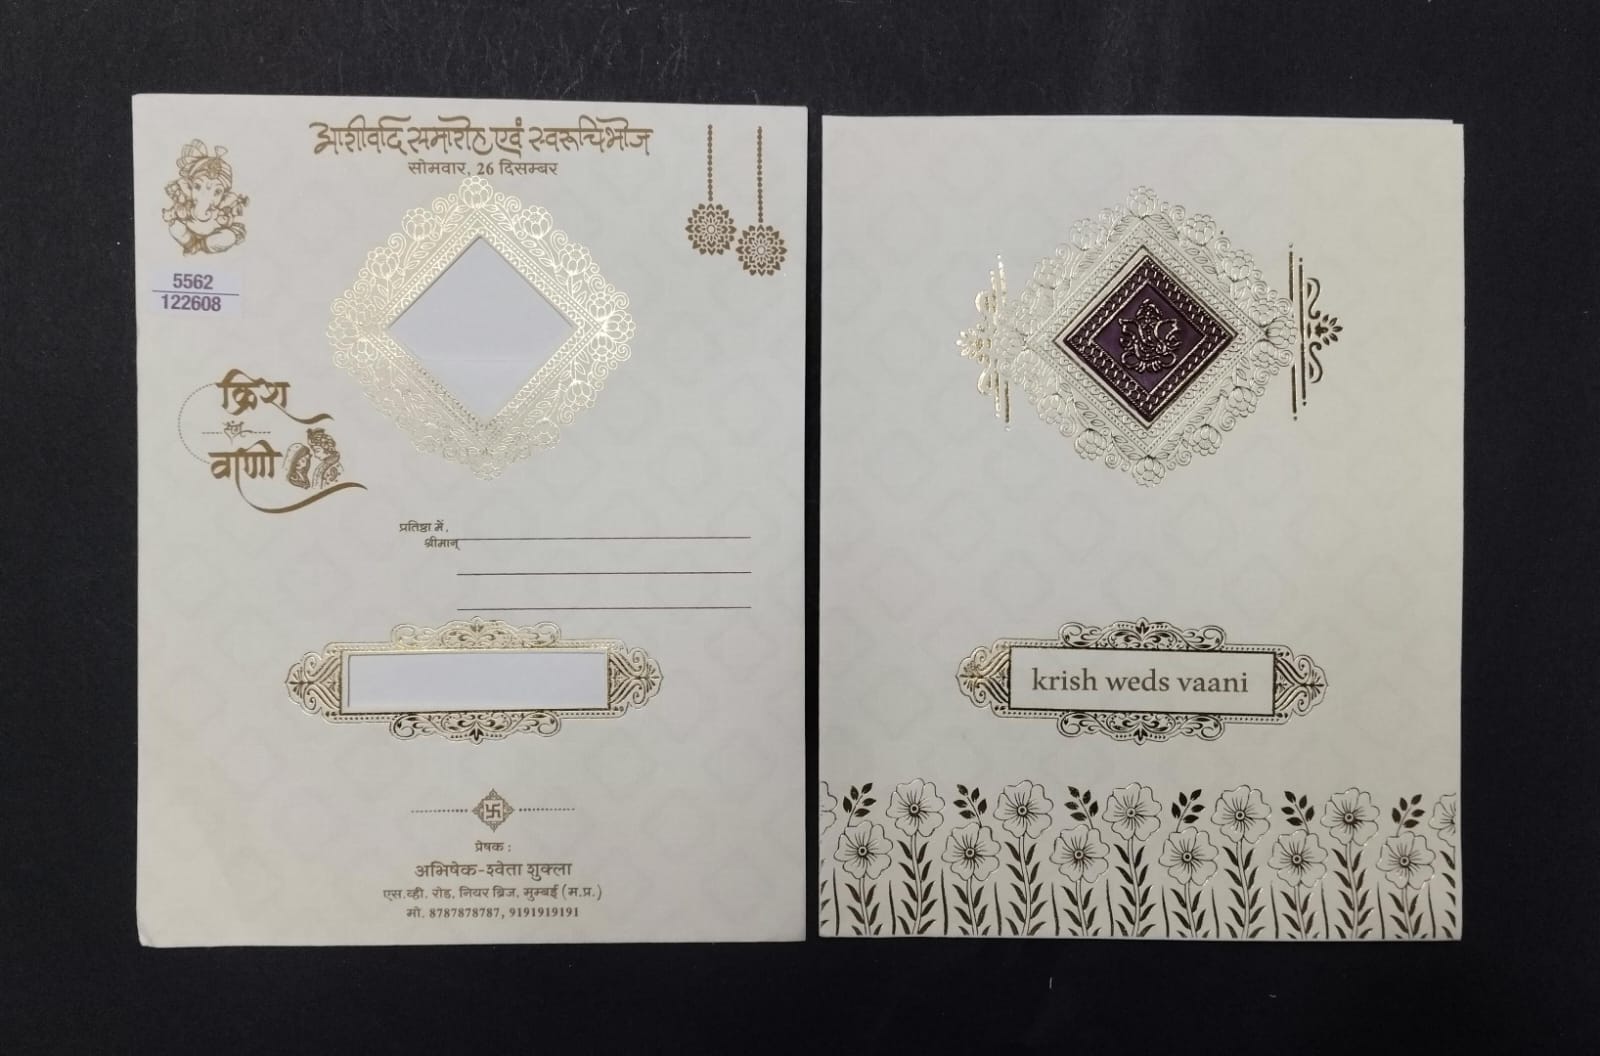 आशीर्वाद समारोह एवं स्वरूचिभोज
सोमवार, 26 दिसम्बर
5562
122608
क्रिश
संग
वाणी
प्रतिष्ठा में,
श्रीमान्
प्रेषक :
अभिषेक-श्वेता शुक्ला
एस.व्ही. रोड, नियर ब्रिज, मुम्बई (म.प्र.)
मो. 8787878787, 9191919191
krish weds vaani